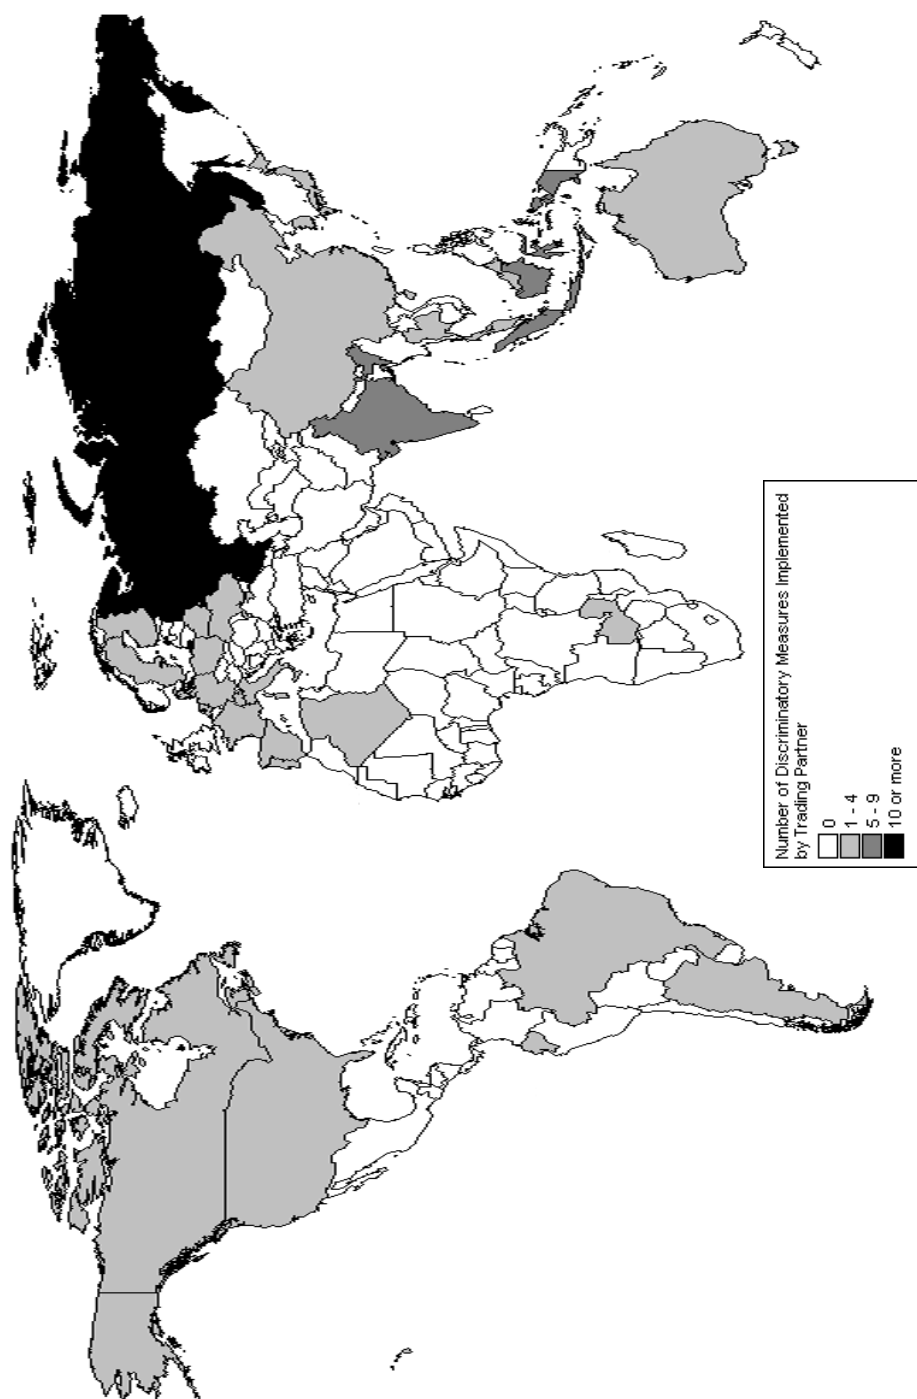 Number of Discriminatory Measures Implemented
by Trading Partner
0
1 - 4
5 - 9
10 or more